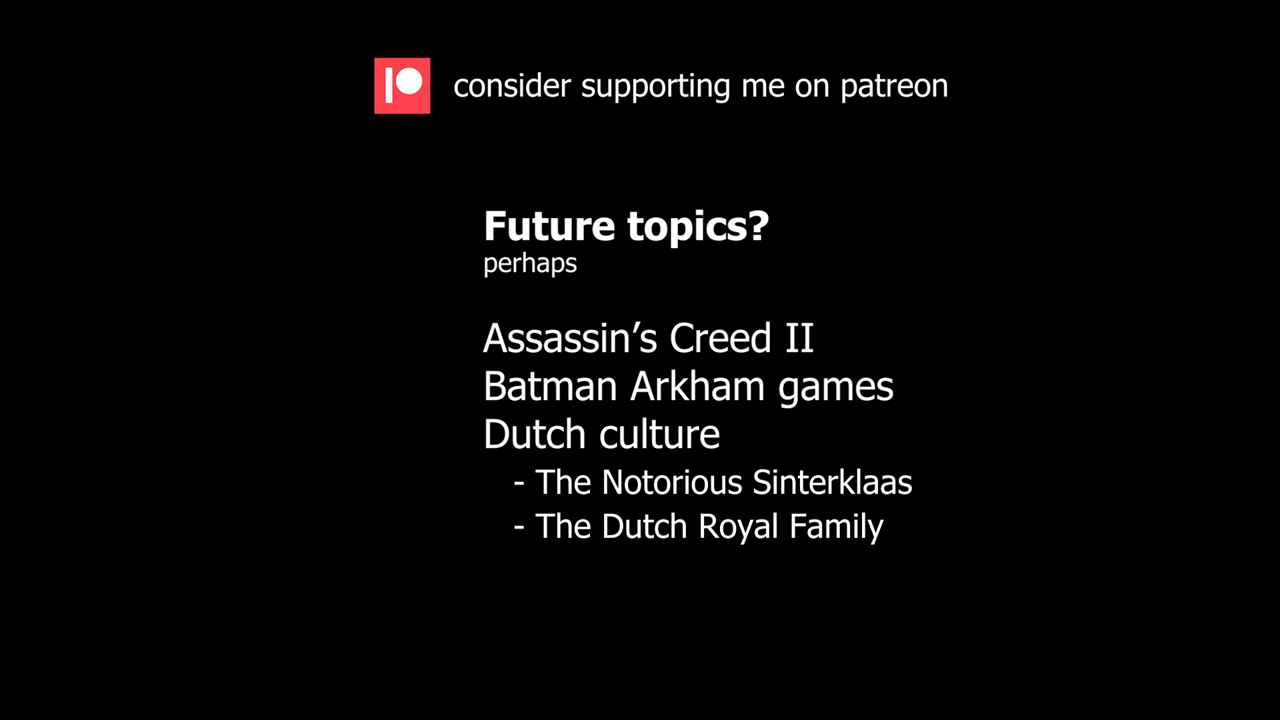 consider supporting me on patreon
Future topics?
perhaps
Assassin’s Creed II
Batman Arkham games
Dutch culture
- The Notorious Sinterklaas
- The Dutch Royal Family